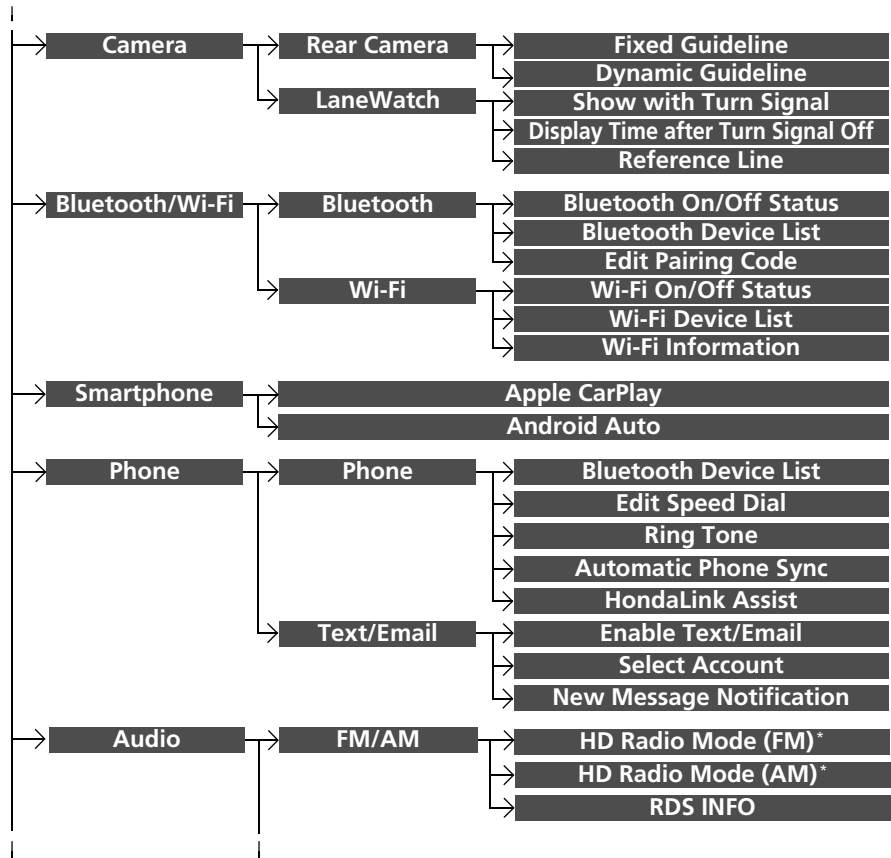 Camera
Rear Camera
Fixed Guideline
Dynamic Guideline
LaneWatch
Show with Turn Signal
Display Time after Turn Signal Off
Reference Line
Bluetooth/Wi-Fi
Bluetooth
Bluetooth On/Off Status
Bluetooth Device List
Edit Pairing Code
Wi-Fi
Wi-Fi On/Off Status
Wi-Fi Device List
Wi-Fi Information
Smartphone
Apple CarPlay
Android Auto
Phone
Phone
Bluetooth Device List
Edit Speed Dial
Ring Tone
Automatic Phone Sync
HondaLink Assist
Text/Email
Enable Text/Email
Select Account
New Message Notification
Audio
FM/AM
HD Radio Mode (FM)*
HD Radio Mode (AM)*
RDS INFO